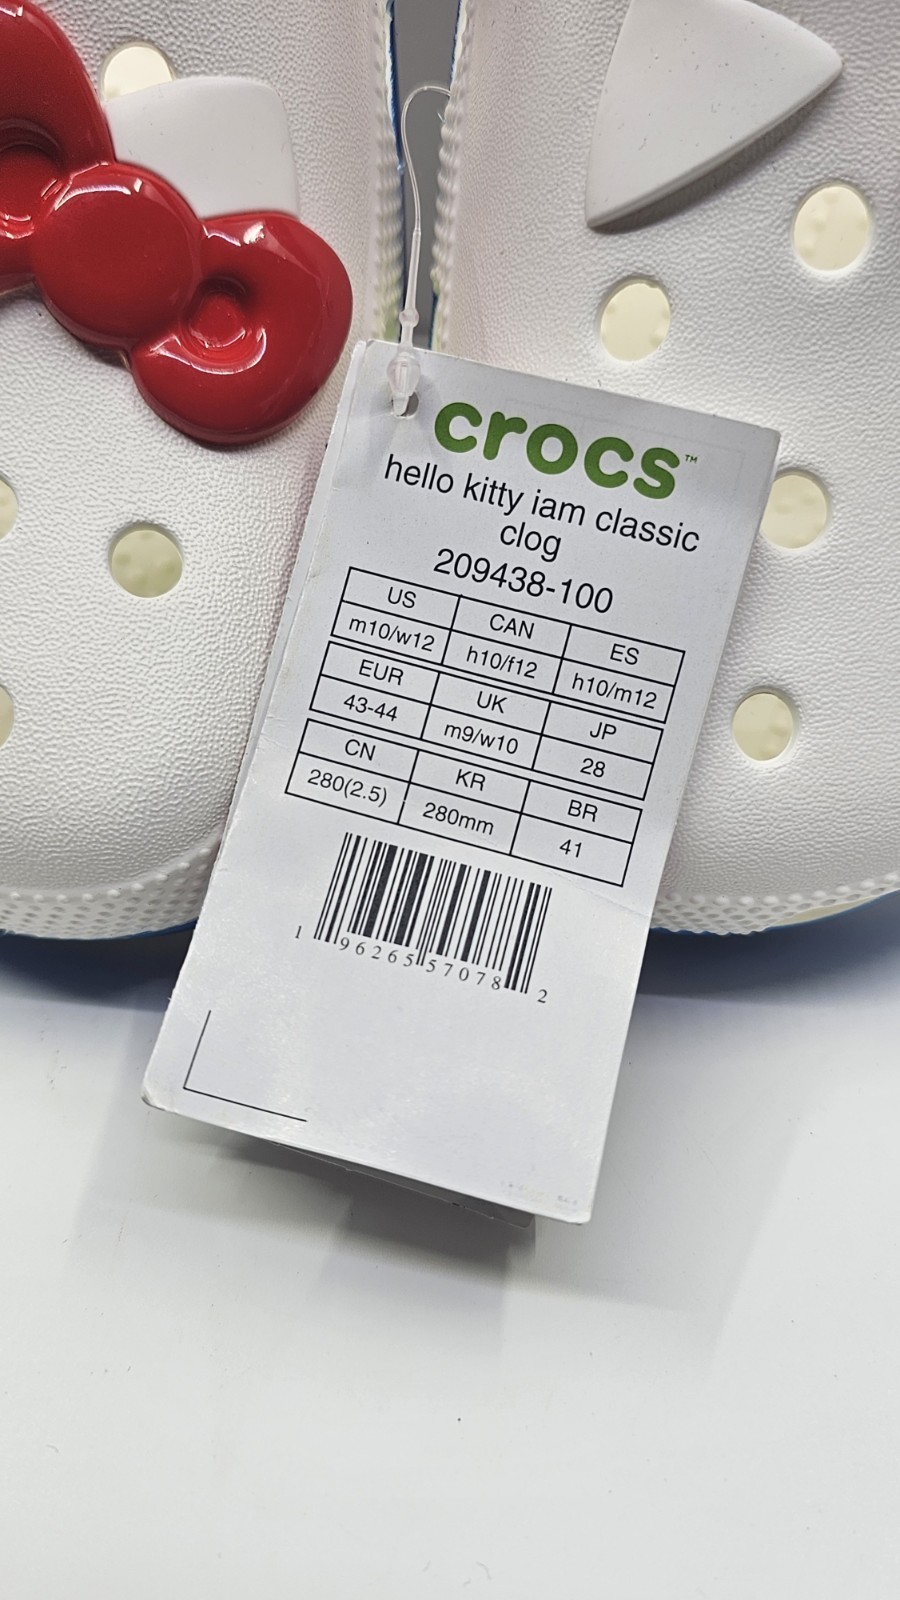 crocs™
hello kitty iam classic
clog
209438-100
US CAN ES
m10/w12 h10/f12 h10/m12
EUR UK JP
43-44 m9/w10 28
CN KR BR
280(2.5) 280mm 41
1 96265 57078 2